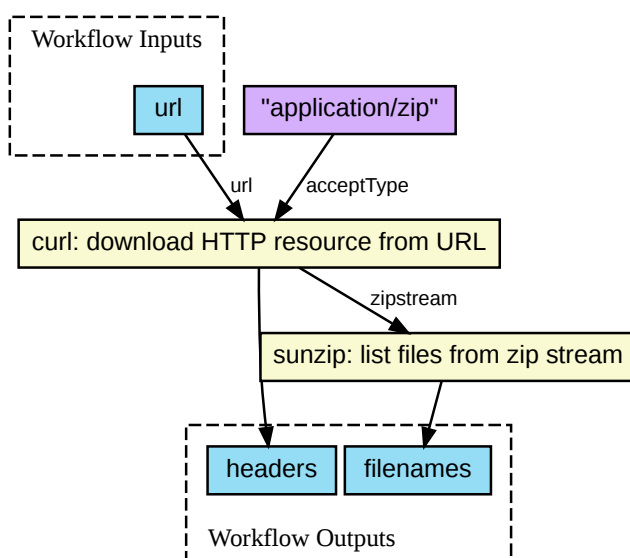 Workflow Inputs
url
"application/zip"
url
acceptType
curl: download HTTP resource from URL
zipstream
sunzip: list files from zip stream
headers
filenames
Workflow Outputs